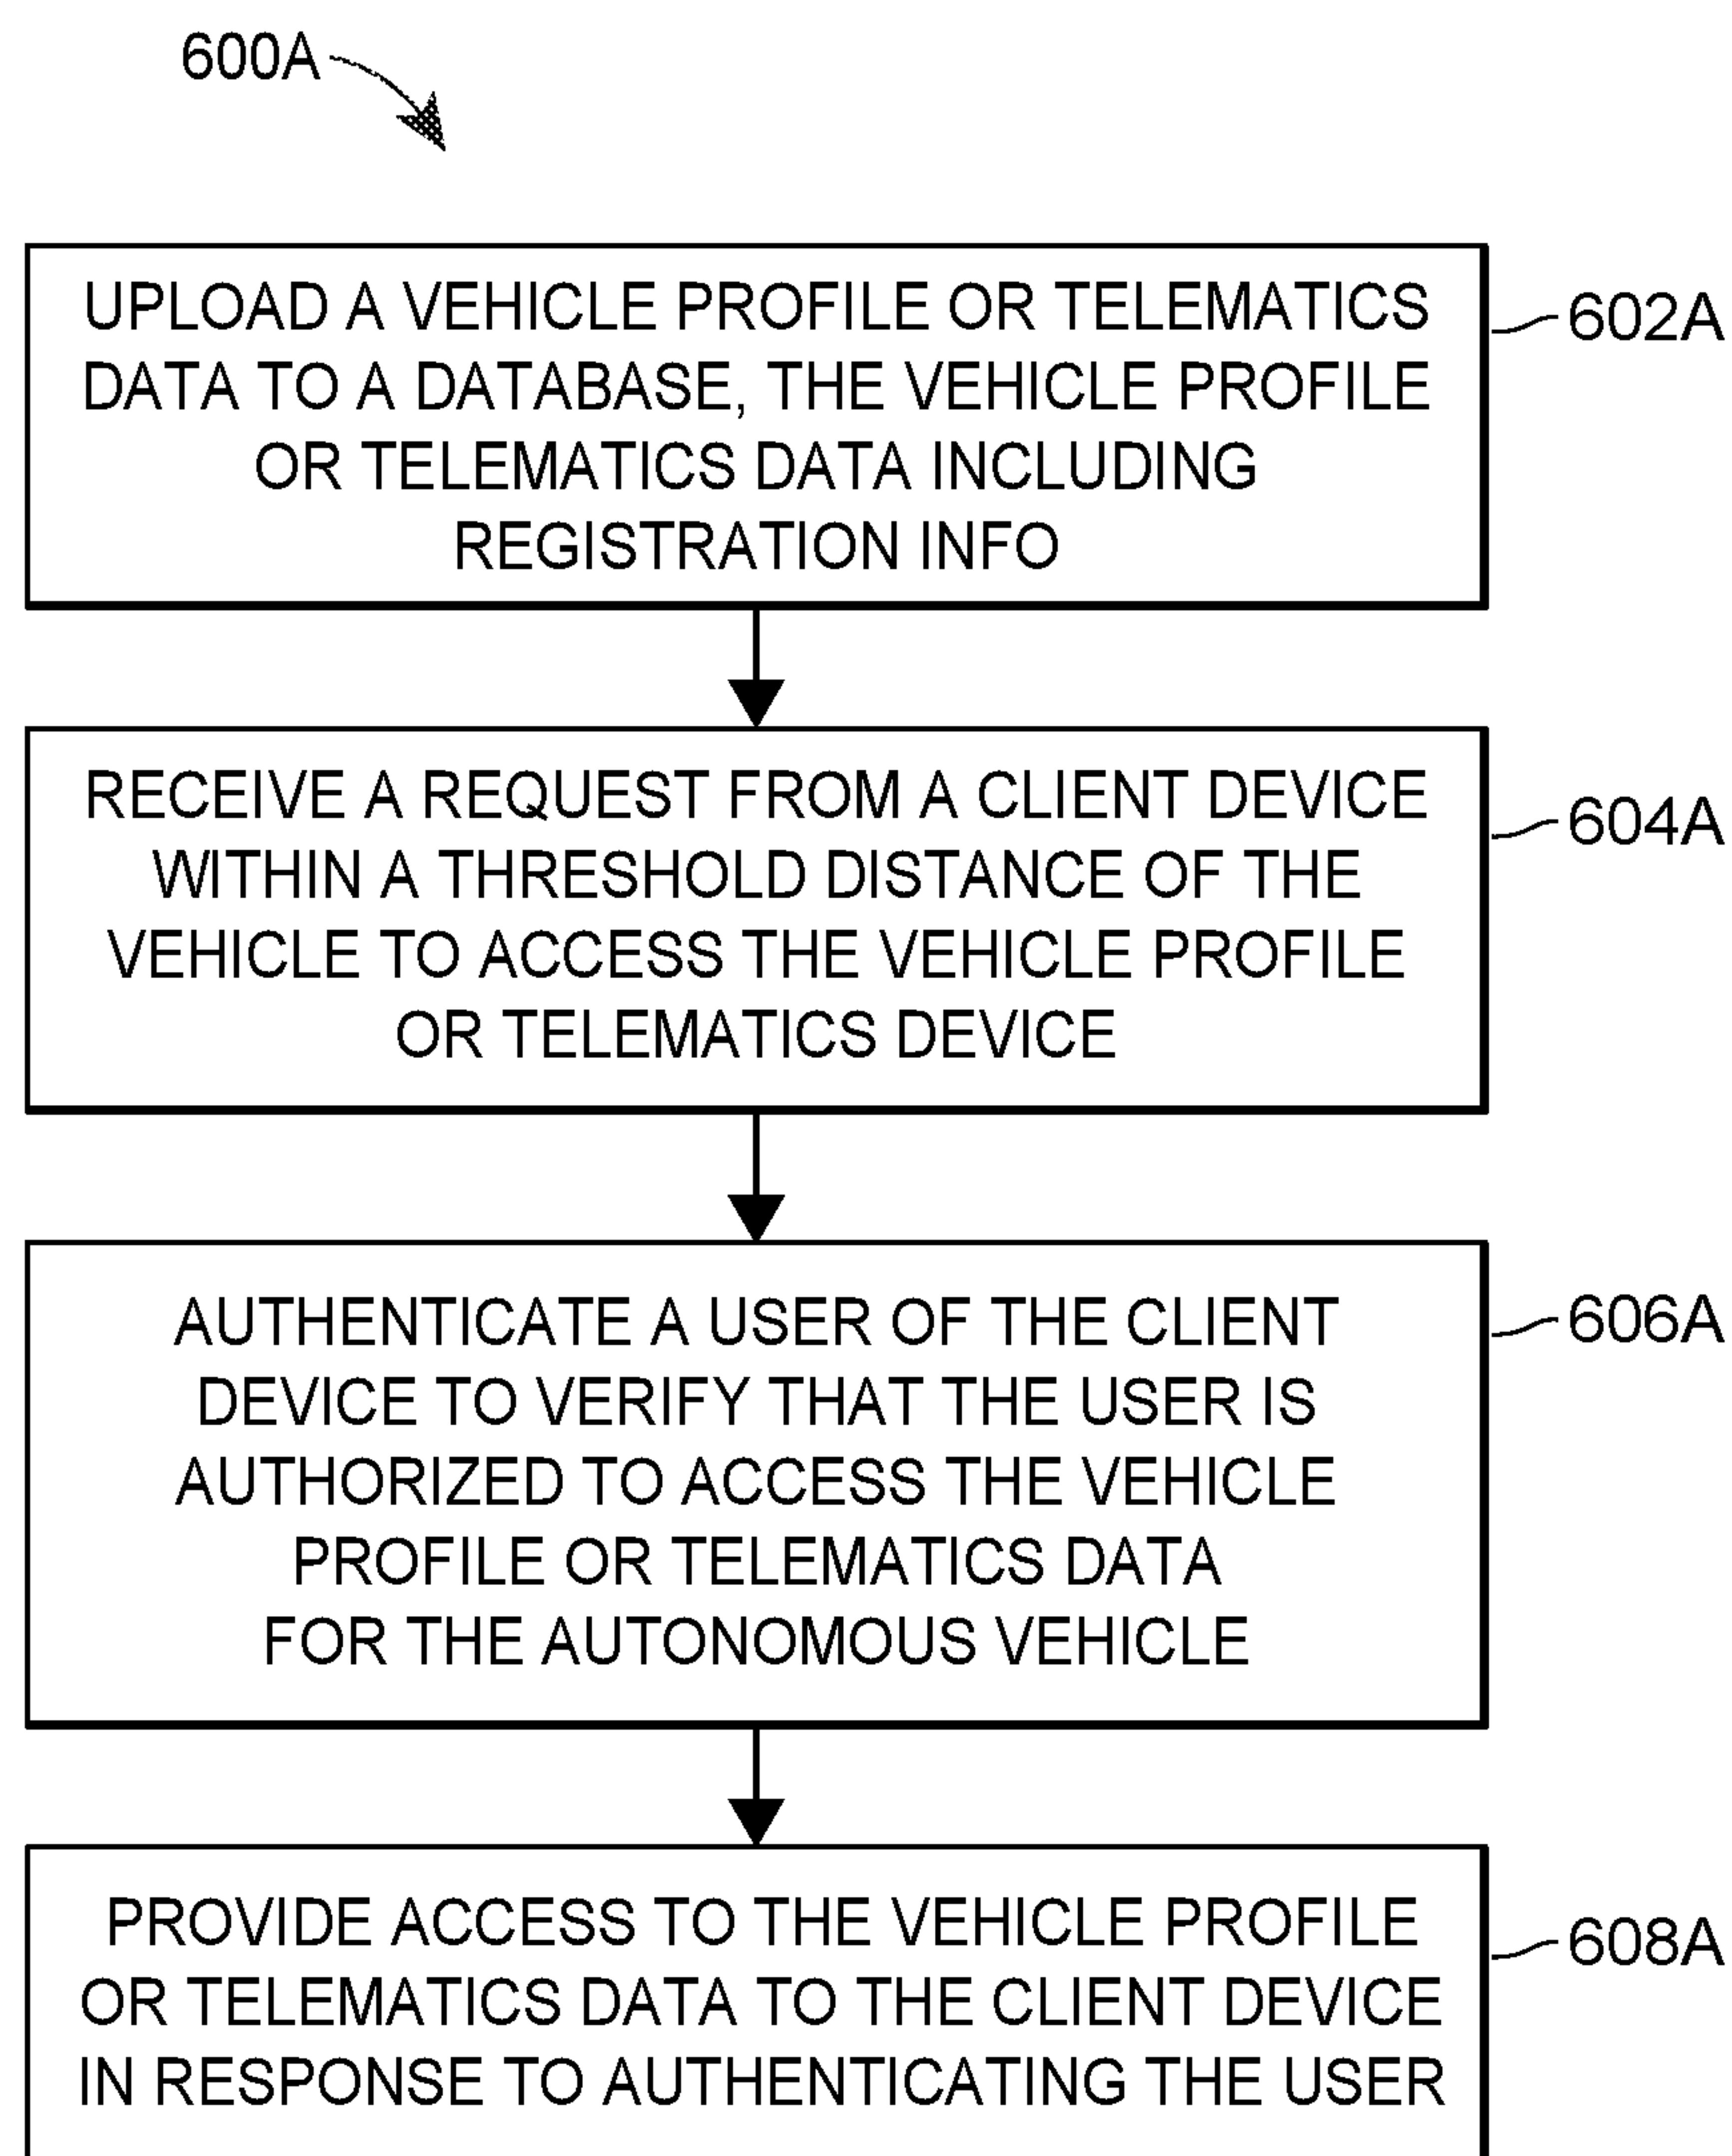 600A
UPLOAD A VEHICLE PROFILE OR TELEMATICS
DATA TO A DATABASE, THE VEHICLE PROFILE
OR TELEMATICS DATA INCLUDING
REGISTRATION INFO
602A
RECEIVE A REQUEST FROM A CLIENT DEVICE
WITHIN A THRESHOLD DISTANCE OF THE
VEHICLE TO ACCESS THE VEHICLE PROFILE
OR TELEMATICS DEVICE
604A
AUTHENTICATE A USER OF THE CLIENT
DEVICE TO VERIFY THAT THE USER IS
AUTHORIZED TO ACCESS THE VEHICLE
PROFILE OR TELEMATICS DATA
FOR THE AUTONOMOUS VEHICLE
606A
PROVIDE ACCESS TO THE VEHICLE PROFILE
OR TELEMATICS DATA TO THE CLIENT DEVICE
IN RESPONSE TO AUTHENTICATING THE USER
608A